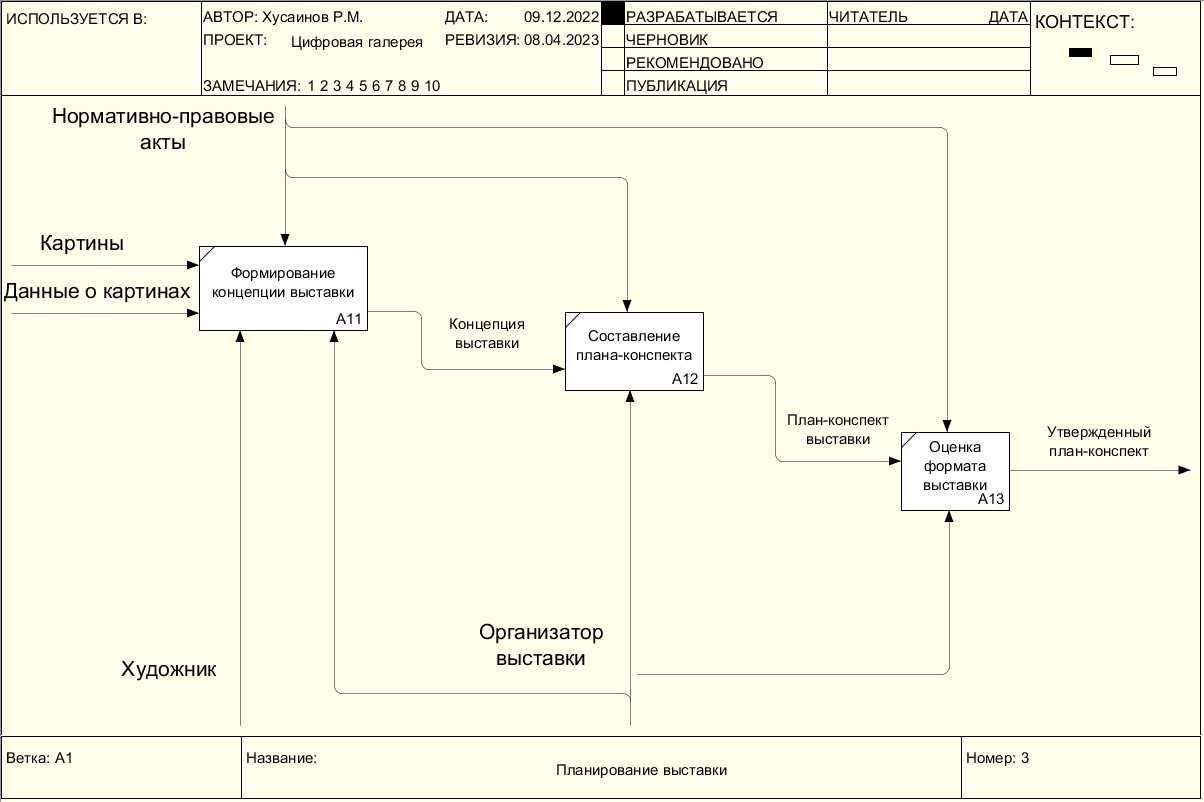 ИСПОЛЬЗУЕТСЯ В:
АВТОР: Хусаинов Р.М.
ДАТА: 09.12.2022
ПРОЕКТ: Цифровая галерея
РЕВИЗИЯ: 08.04.2023
ЗАМЕЧАНИЯ: 1 2 3 4 5 6 7 8 9 10
РАЗРАБАТЫВАЕТСЯ
ЧЕРНОВИК
РЕКОМЕНДОВАНО
ПУБЛИКАЦИЯ
ЧИТАТЕЛЬ ДАТА
КОНТЕКСТ:
Нормативно-правовые
акты
Картины
Данные о картинах
Формирование
концепции выставки
A11
Концепция
выставки
Составление
плана-конспекта
A12
План-конспект
выставки
Оценка
формата
выставки
A13
Утвержденный
план-конспект
Организатор
выставки
Художник
Ветка: A1
Название:
Планирование выставки
Номер: 3